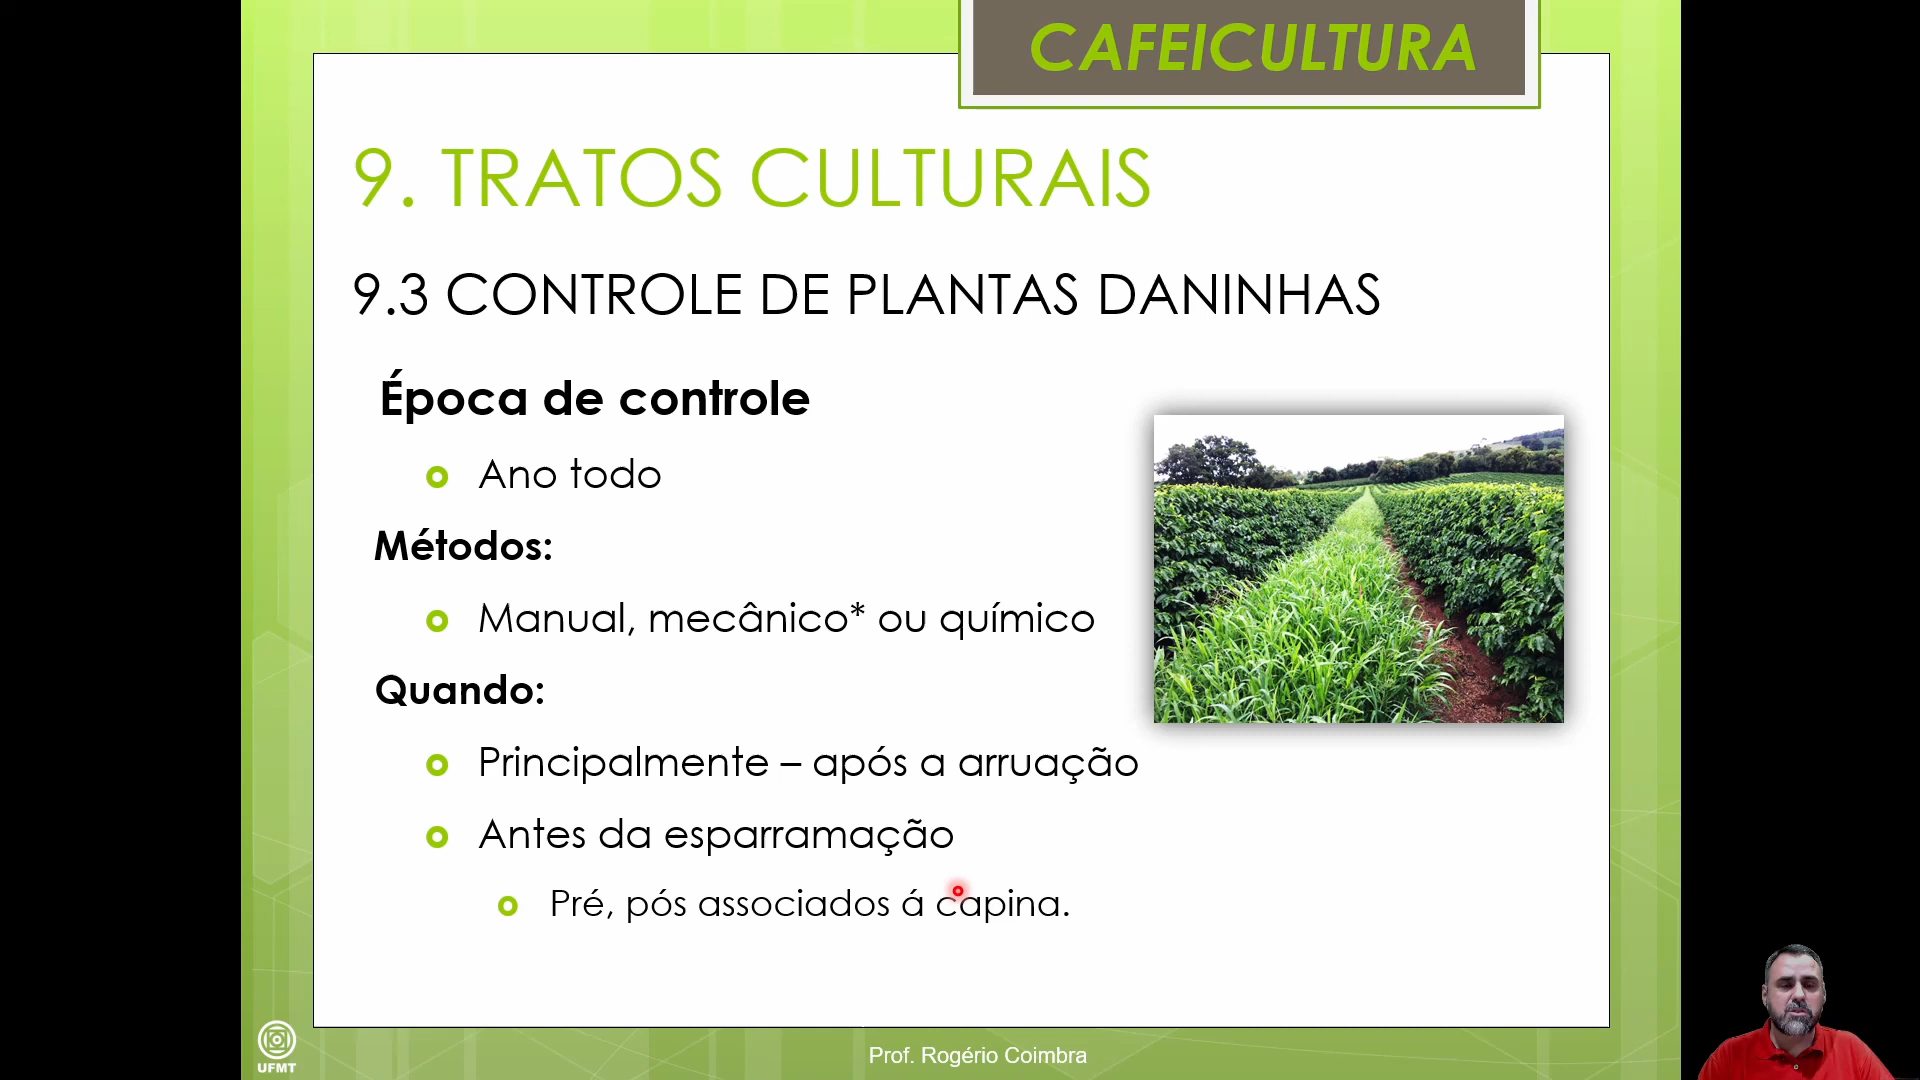 CAFEICULTURA
9. TRATOS CULTURAIS
9.3 CONTROLE DE PLANTAS DANINHAS
Época de controle
Ano todo
Métodos:
Manual, mecânico* ou químico
Quando:
Principalmente – após a arruação
Antes da esparramação
Pré, pós associados á capina.
UFMT
Prof. Rogério Coimbra